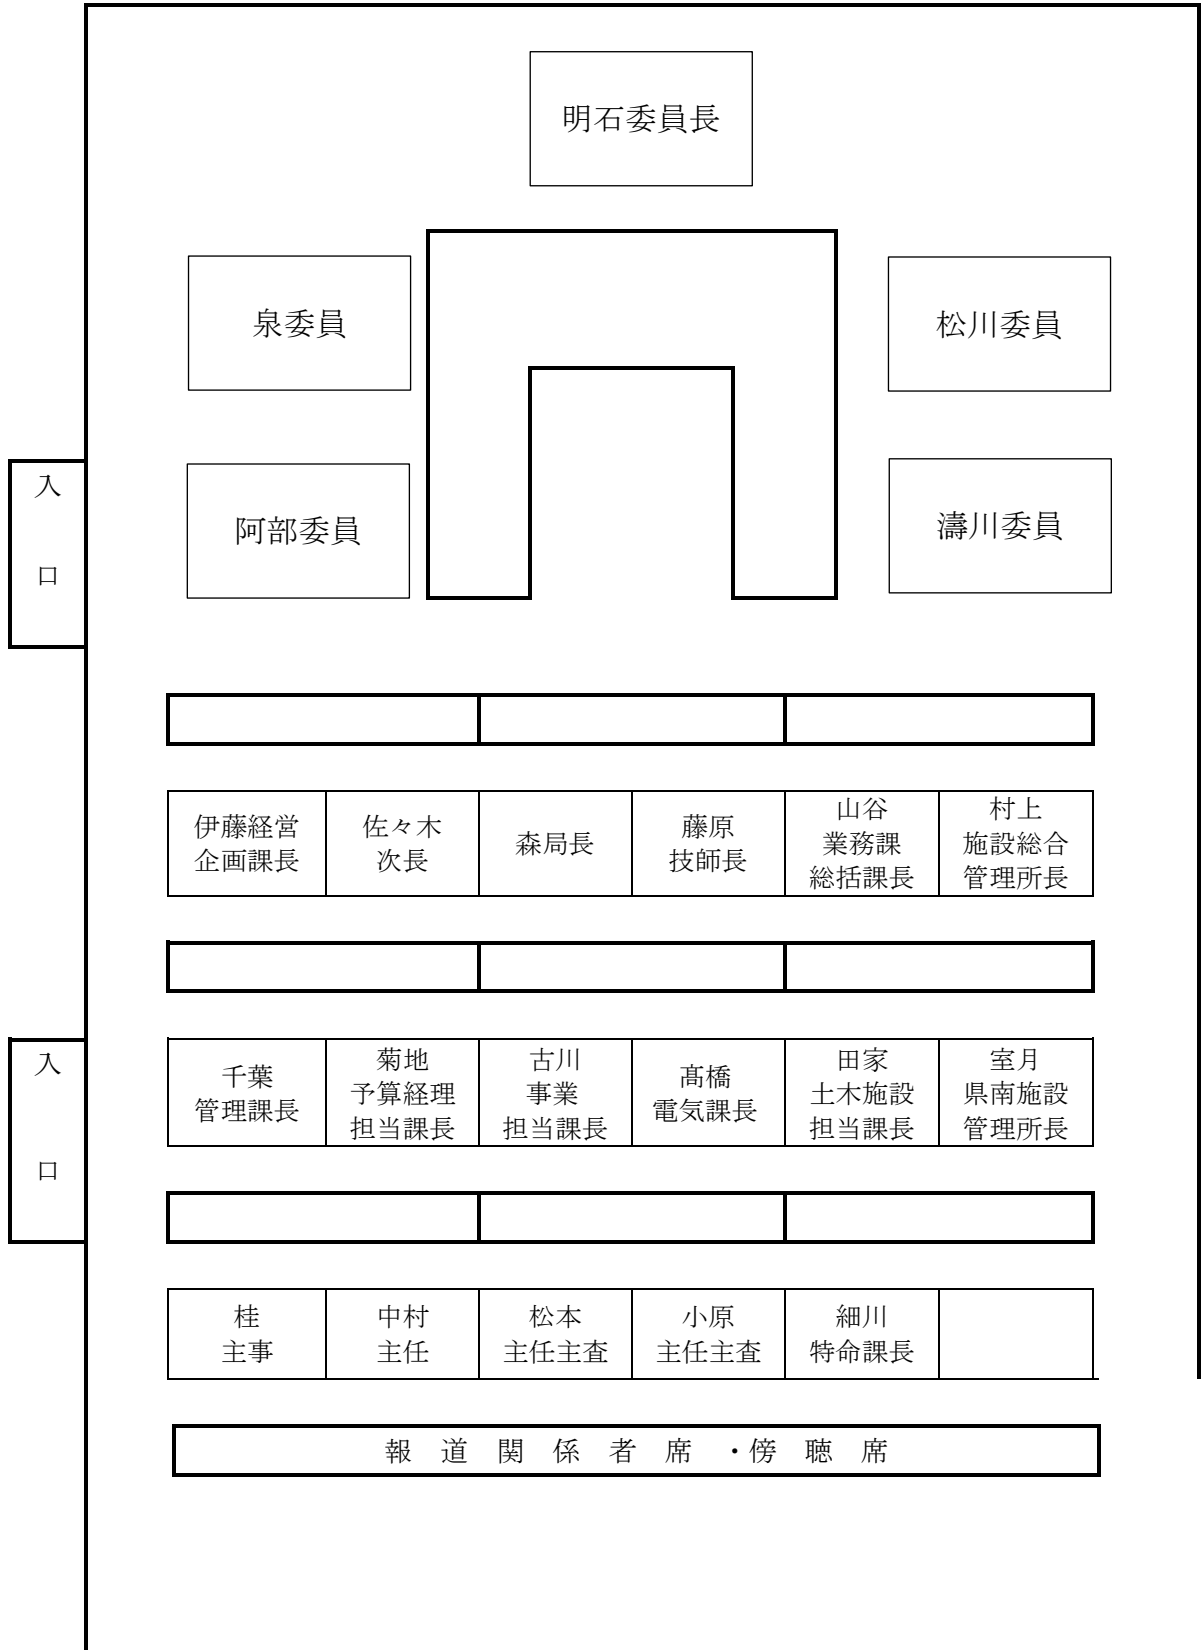 明石委員長
泉委員
松川委員
入
口
阿部委員
濤川委員
伊藤経営
企画課長
佐々木
次長
森局長
藤原
技師長
山谷
業務課
総括課長
村上
施設総合
管理所長
入
口
千葉
管理課長
菊地
予算経理
担当課長
古川
事業
担当課長
髙橋
電気課長
田家
土木施設
担当課長
室月
県南施設
管理所長
桂
主事
中村
主任
松本
主任主査
小原
主任主査
細川
特命課長
報 道 関 係 者 席 ・傍 聴 席